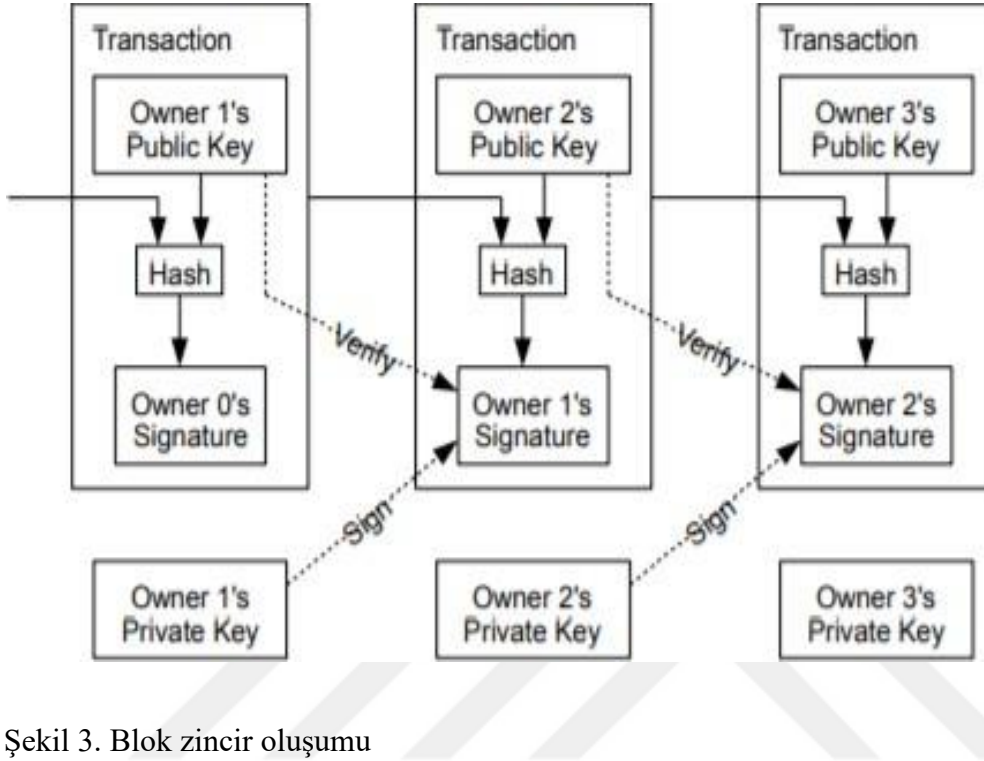 Transaction
Owner 1's
Public Key
Hash
Owner 0's
Signature
Owner 1's
Private Key
Transaction
Owner 2's
Public Key
Hash
Verify
Owner 1's
Signature
Sign
Owner 2's
Private Key
Transaction
Owner 3's
Public Key
Hash
Verify
Owner 2's
Signature
Sign
Owner 3's
Private Key
Şekil 3. Blok zincir oluşumu